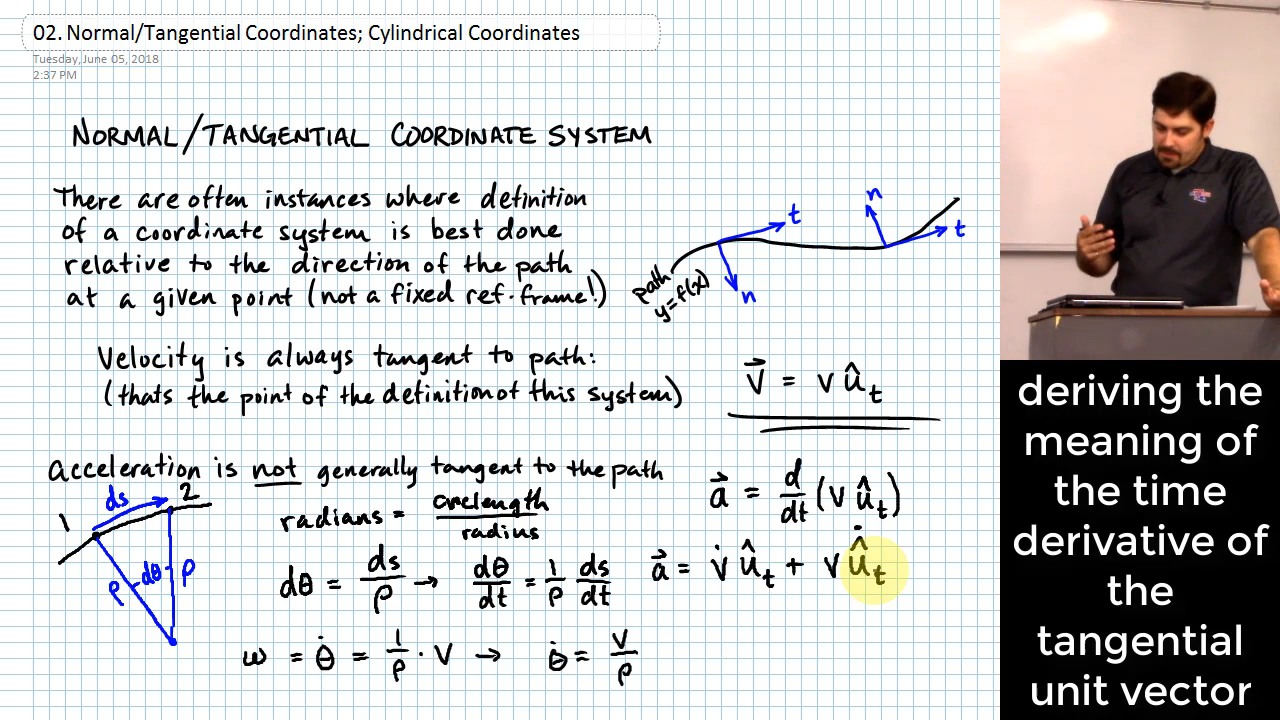 02. Normal/Tangential Coordinates; Cylindrical Coordinates
Tuesday, June 05, 2018
2:37 PM
NORMAL/TANGENTIAL COORDINATE SYSTEM
There are often instances where definition
of a coordinate system is best done
relative to the direction of the path
at a given point (not a fixed ref. frame!)
path
y=f(x)
t
n
n
t
Velocity is always tangent to path:
(thats the point of the definition of this system)
v⃗ = v û_t
acceleration is not generally tangent to the path
1
ds
2
ρ
dθ
ρ
radians = arclength / radius
dθ = ds/ρ → dθ/dt = 1/ρ ds/dt
ω = θ̇ = 1/ρ · v → θ̇ = v/ρ
a⃗ = d/dt (v û_t)
a⃗ = v̇ û_t + v û̇_t
deriving the
meaning of
the time
derivative of
the
tangential
unit vector